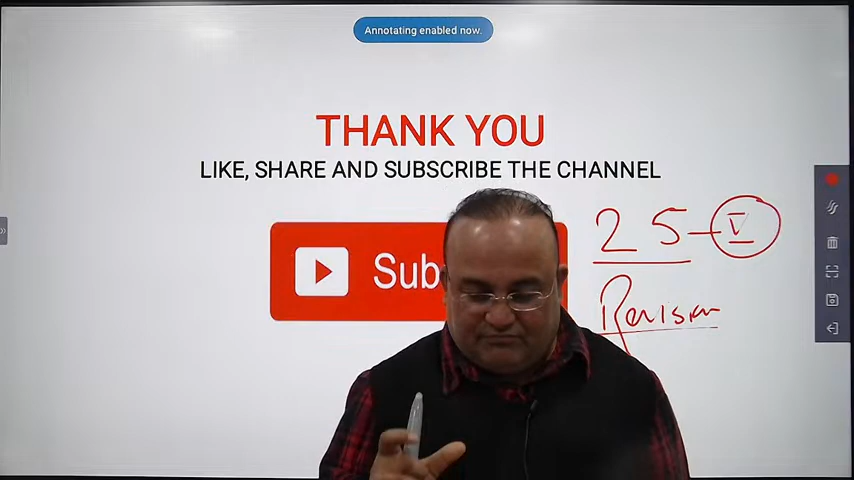 Annotating enabled now.
THANK YOU
LIKE, SHARE AND SUBSCRIBE THE CHANNEL
Sub
25 - V
Revision